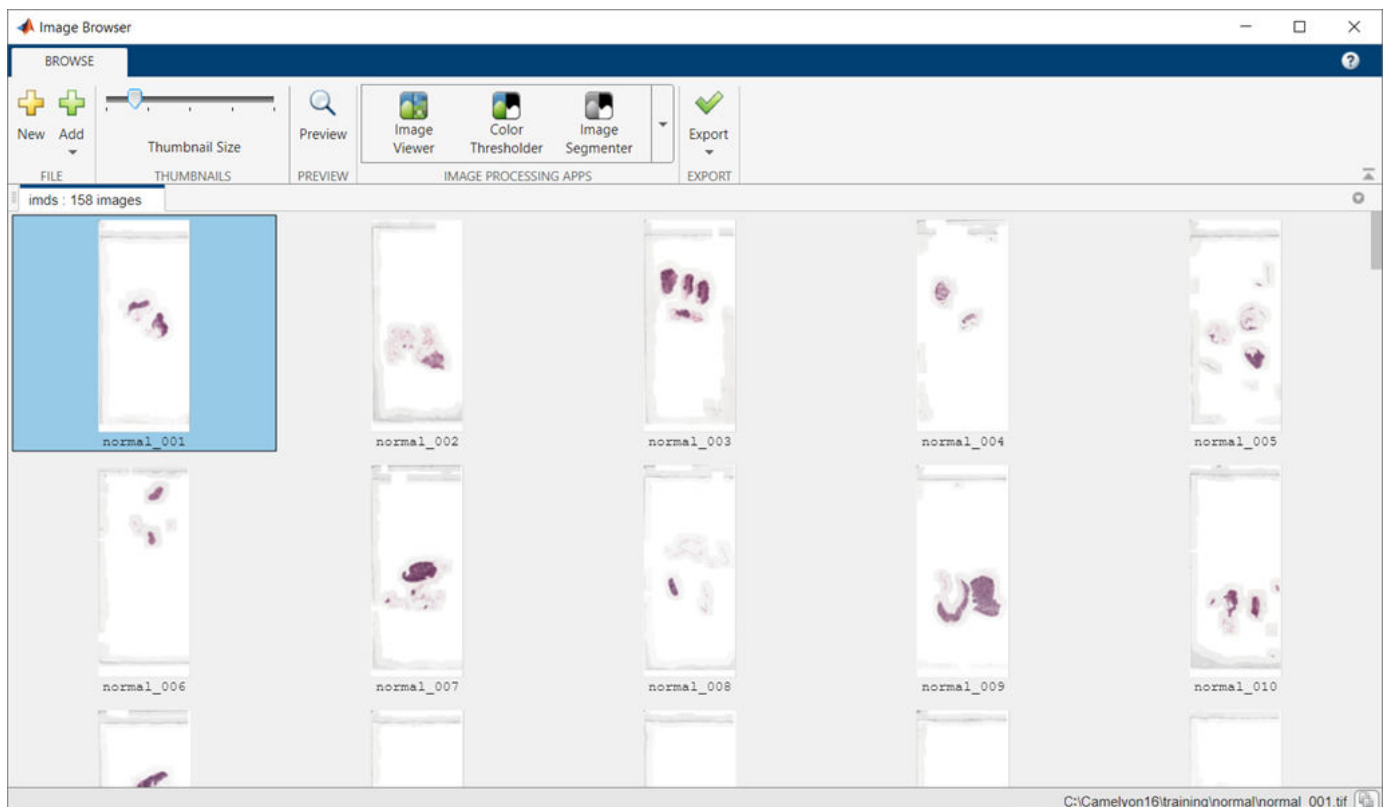 Image Browser
BROWSE
New Add
Thumbnail Size
Preview
Image Viewer
Color Thresholder
Image Segmenter
Export
FILE THUMBNAILS PREVIEW IMAGE PROCESSING APPS EXPORT
imds : 158 images
normal_001 normal_002 normal_003 normal_004 normal_005
normal_006 normal_007 normal_008 normal_009 normal_010
C:\Camelyon16\training\normal\normal_001.tif